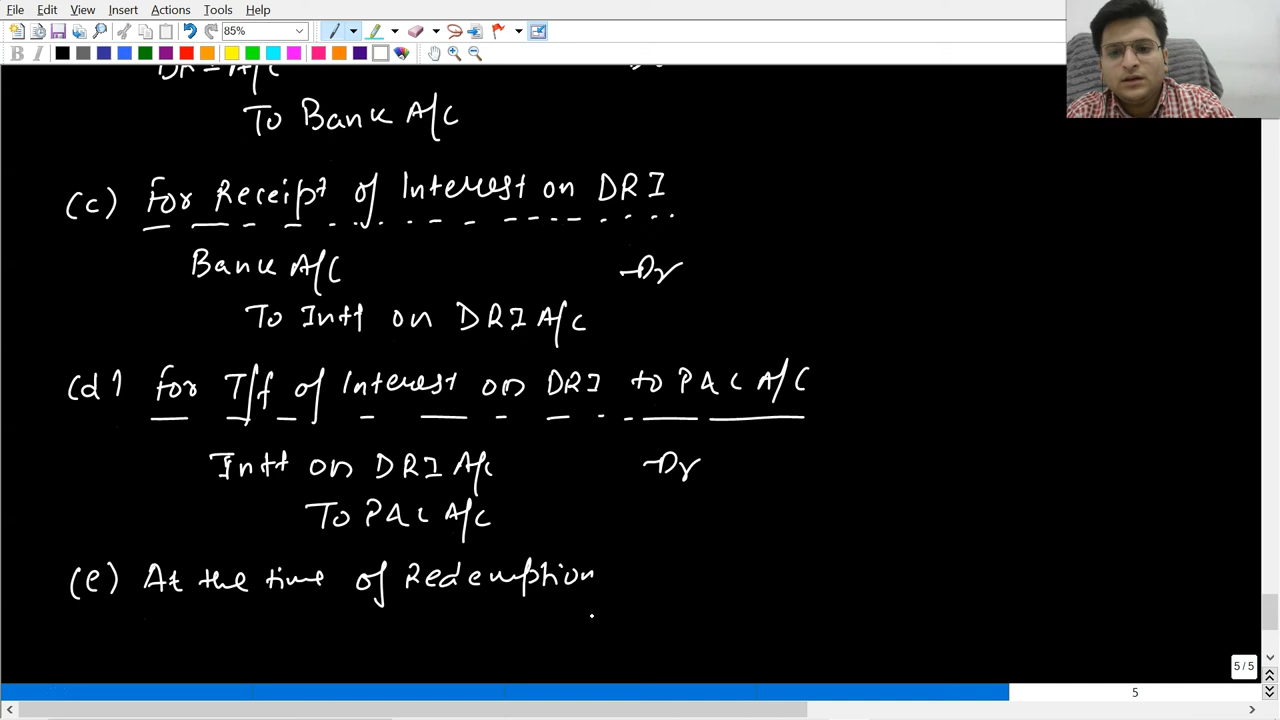 File Edit View Insert Actions Tools Help
85%
B I
To Bank A/C
(c) For Receipt of Interest on DRI
Bank A/C Dr
To Intt on DRI A/C
(d) For T/f of Interest on DRI to P&L A/C
Intt on DRI A/C Dr
To P&L A/C
(e) At the time of Redemption
5 / 5
5